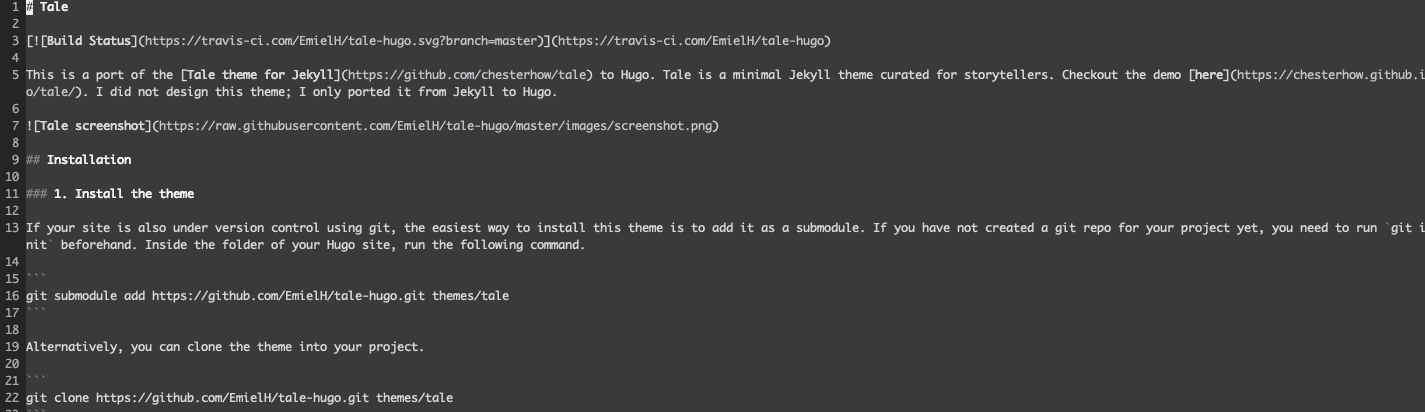 1 # Tale
2
3 [![Build Status](https://travis-ci.com/EmielH/tale-hugo.svg?branch=master)](https://travis-ci.com/EmielH/tale-hugo)
4
5 This is a port of the [Tale theme for Jekyll](https://github.com/chesterhow/tale) to Hugo. Tale is a minimal Jekyll theme curated for storytellers. Checkout the demo [here](https://chesterhow.github.i
o/tale/). I did not design this theme; I only ported it from Jekyll to Hugo.
6
7 ![Tale screenshot](https://raw.githubusercontent.com/EmielH/tale-hugo/master/images/screenshot.png)
8
9 ## Installation
10
11 ### 1. Install the theme
12
13 If your site is also under version control using git, the easiest way to install this theme is to add it as a submodule. If you have not created a git repo for your project yet, you need to run `git i
nit` beforehand. Inside the folder of your Hugo site, run the following command.
14
15 ```
16 git submodule add https://github.com/EmielH/tale-hugo.git themes/tale
17 ```
18
19 Alternatively, you can clone the theme into your project.
20
21 ```
22 git clone https://github.com/EmielH/tale-hugo.git themes/tale
23 ```